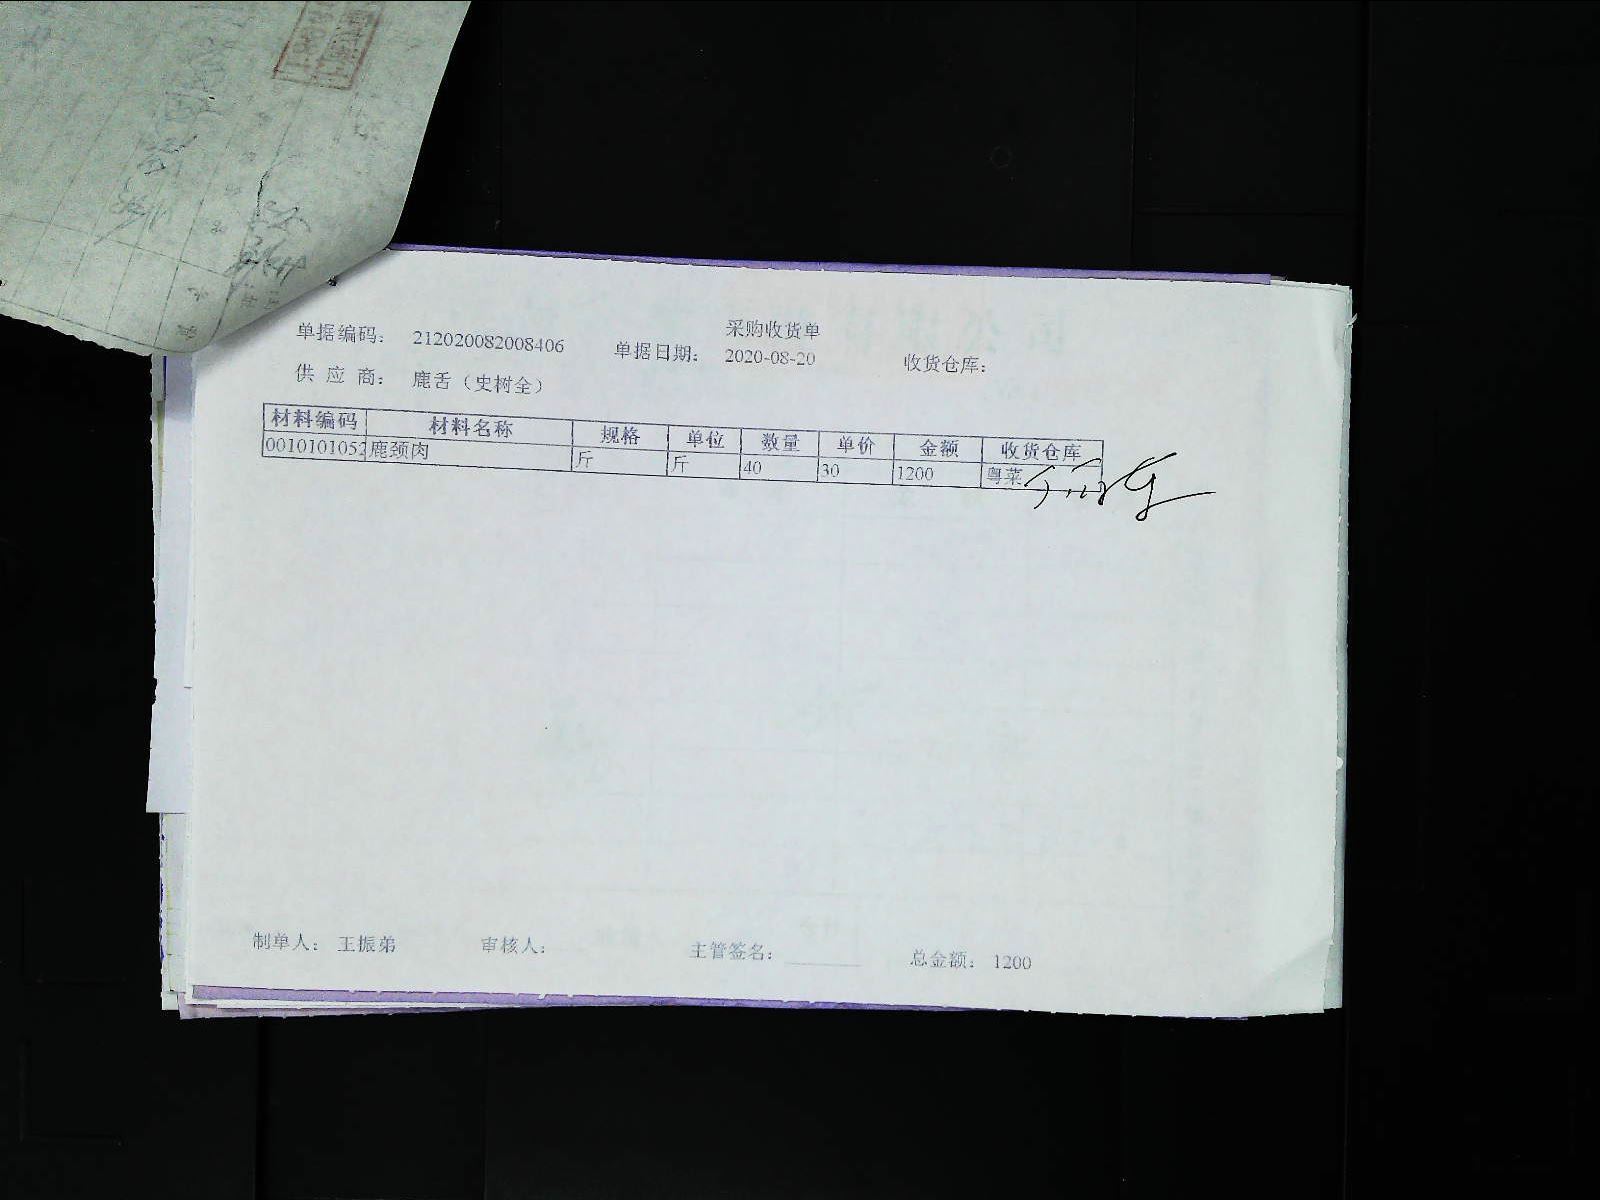 采购收货单
单据编码： 212020082008406 单据日期： 2020-08-20 收货仓库：
供 应 商： 鹿舌（史树全）
材料编码 材料名称 规格 单位 数量 单价 金额 收货仓库
0010101052 鹿颈肉 斤 斤 40 30 1200 粤菜
制单人： 王振弟 审核人： 主管签名： 总金额： 1200